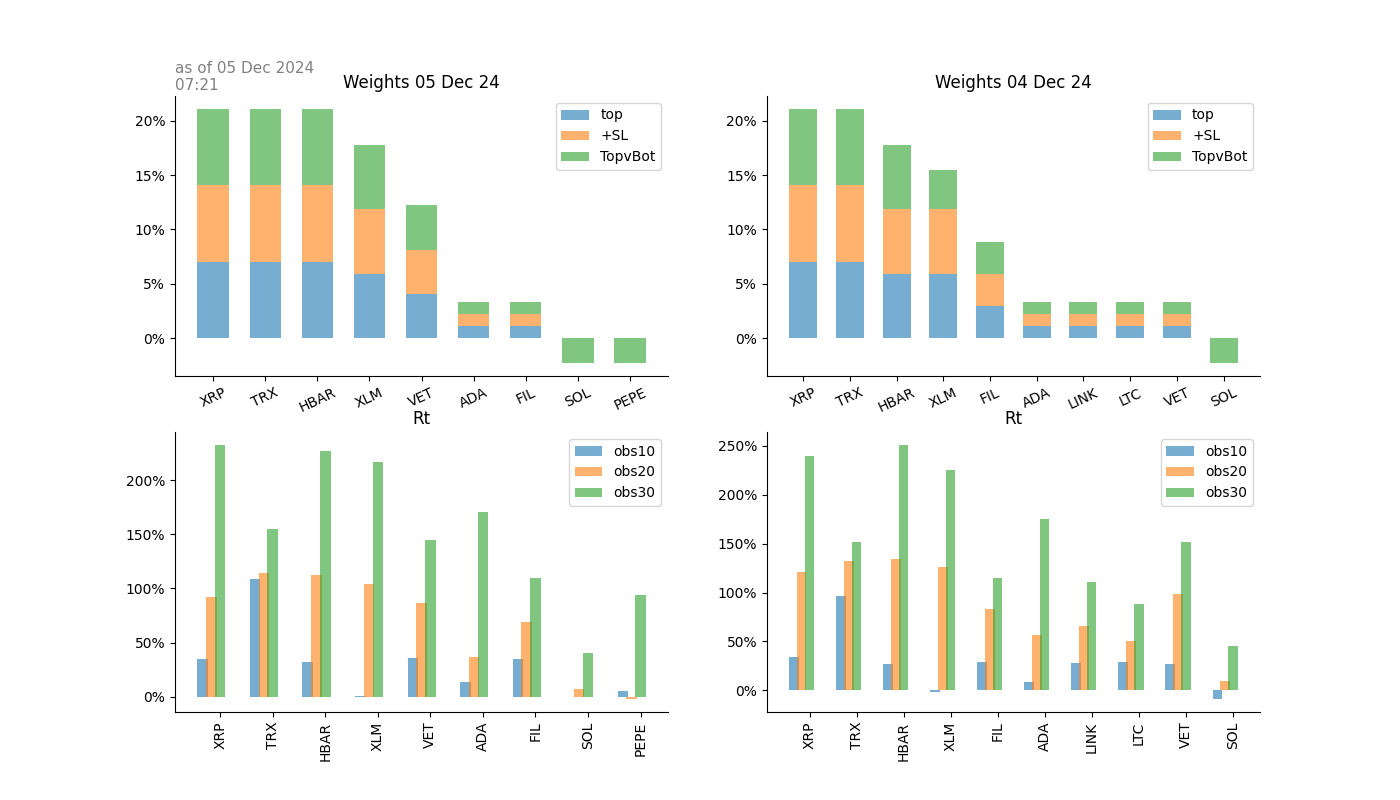 as of 05 Dec 2024
07:21
Weights 05 Dec 24
20%
15%
10%
5%
0%
top
+SL
TopvBot
XRP
TRX
HBAR
XLM
VET
ADA
FIL
SOL
PEPE
Weights 04 Dec 24
20%
15%
10%
5%
0%
top
+SL
TopvBot
XRP
TRX
HBAR
XLM
FIL
ADA
LINK
LTC
VET
SOL
Rt
200%
150%
100%
50%
0%
obs10
obs20
obs30
XRP
TRX
HBAR
XLM
VET
ADA
FIL
SOL
PEPE
Rt
250%
200%
150%
100%
50%
0%
obs10
obs20
obs30
XRP
TRX
HBAR
XLM
FIL
ADA
LINK
LTC
VET
SOL